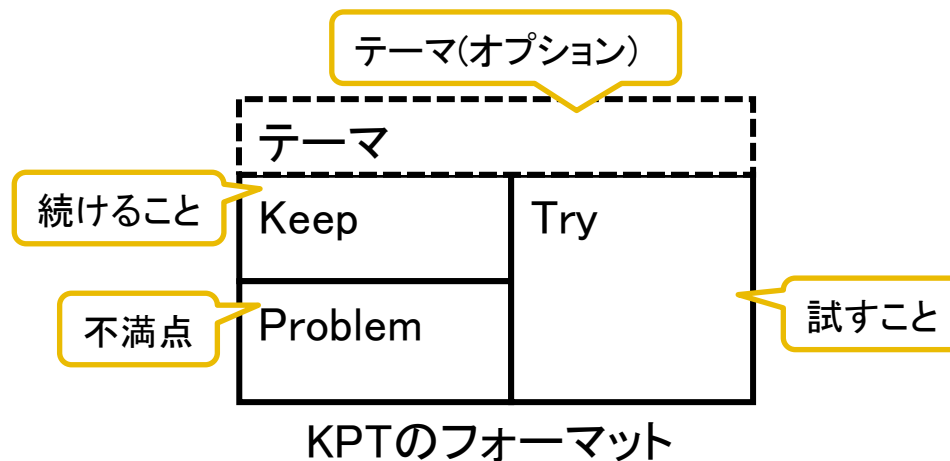 テーマ(オプション)
テーマ
続けること
Keep
Try
不満点
Problem
試すこと
KPTのフォーマット